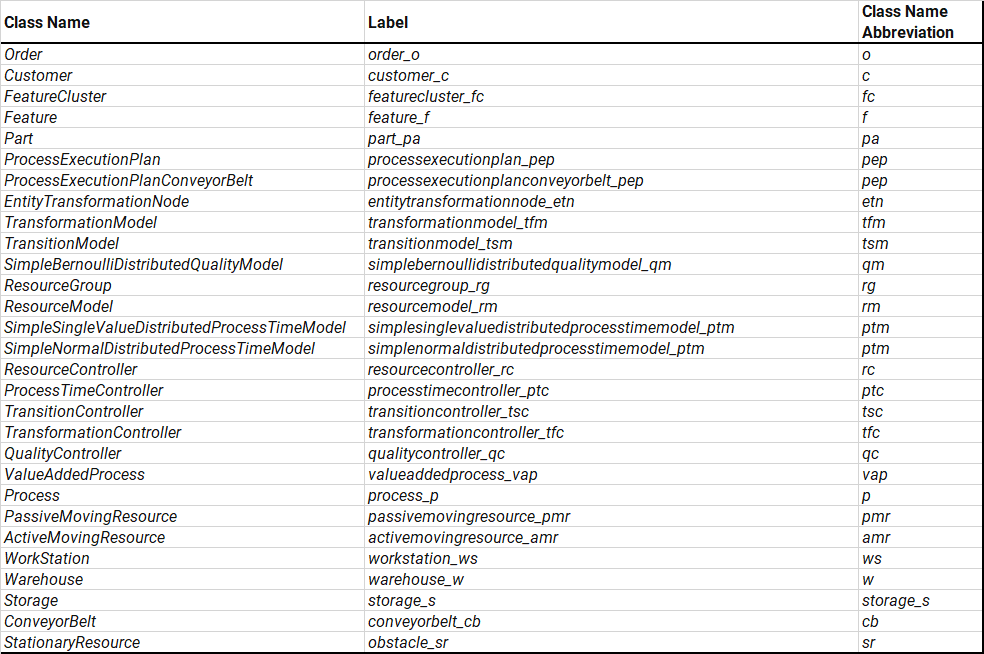 Class Name Label Class Name Abbreviation
Order order_o o
Customer customer_c c
FeatureCluster featurecluster_fc fc
Feature feature_f f
Part part_pa pa
ProcessExecutionPlan processexecutionplan_pep pep
ProcessExecutionPlanConveyorBelt processexecutionplanconveyorbelt_pep pep
EntityTransformationNode entitytransformationnode_etn etn
TransformationModel transformationmodel_tfm tfm
TransitionModel transitionmodel_tsm tsm
SimpleBernoulliDistributedQualityModel simplebernoullidistributedqualitymodel_qm qm
ResourceGroup resourcegroup_rg rg
ResourceModel resourcemodel_rm rm
SimpleSingleValueDistributedProcessTimeModel simplesinglevaluedistributedprocesstimemodel_ptm ptm
SimpleNormalDistributedProcessTimeModel simplenormaldistributedprocesstimemodel_ptm ptm
ResourceController resourcecontroller_rc rc
ProcessTimeController processtimecontroller_ptc ptc
TransitionController transitioncontroller_tsc tsc
TransformationController transformationcontroller_tfc tfc
QualityController qualitycontroller_qc qc
ValueAddedProcess valueaddedprocess_vap vap
Process process_p p
PassiveMovingResource passivemovingresource_pmr pmr
ActiveMovingResource activemovingresource_amr amr
WorkStation workstation_ws ws
Warehouse warehouse_w w
Storage storage_s storage_s
ConveyorBelt conveyorbelt_cb cb
StationaryResource obstacle_sr sr